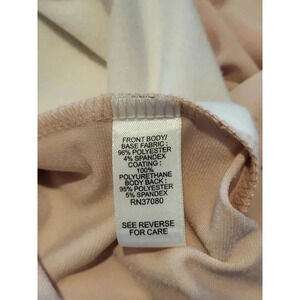 FRONT BODY/
BASE FABRIC :
96% POLYESTER
4% SPANDEX
COATING :
100%
POLYURETHANE
BODY BACK :
95% POLYESTER
5% SPANDEX
RN37080
SEE REVERSE
FOR CARE